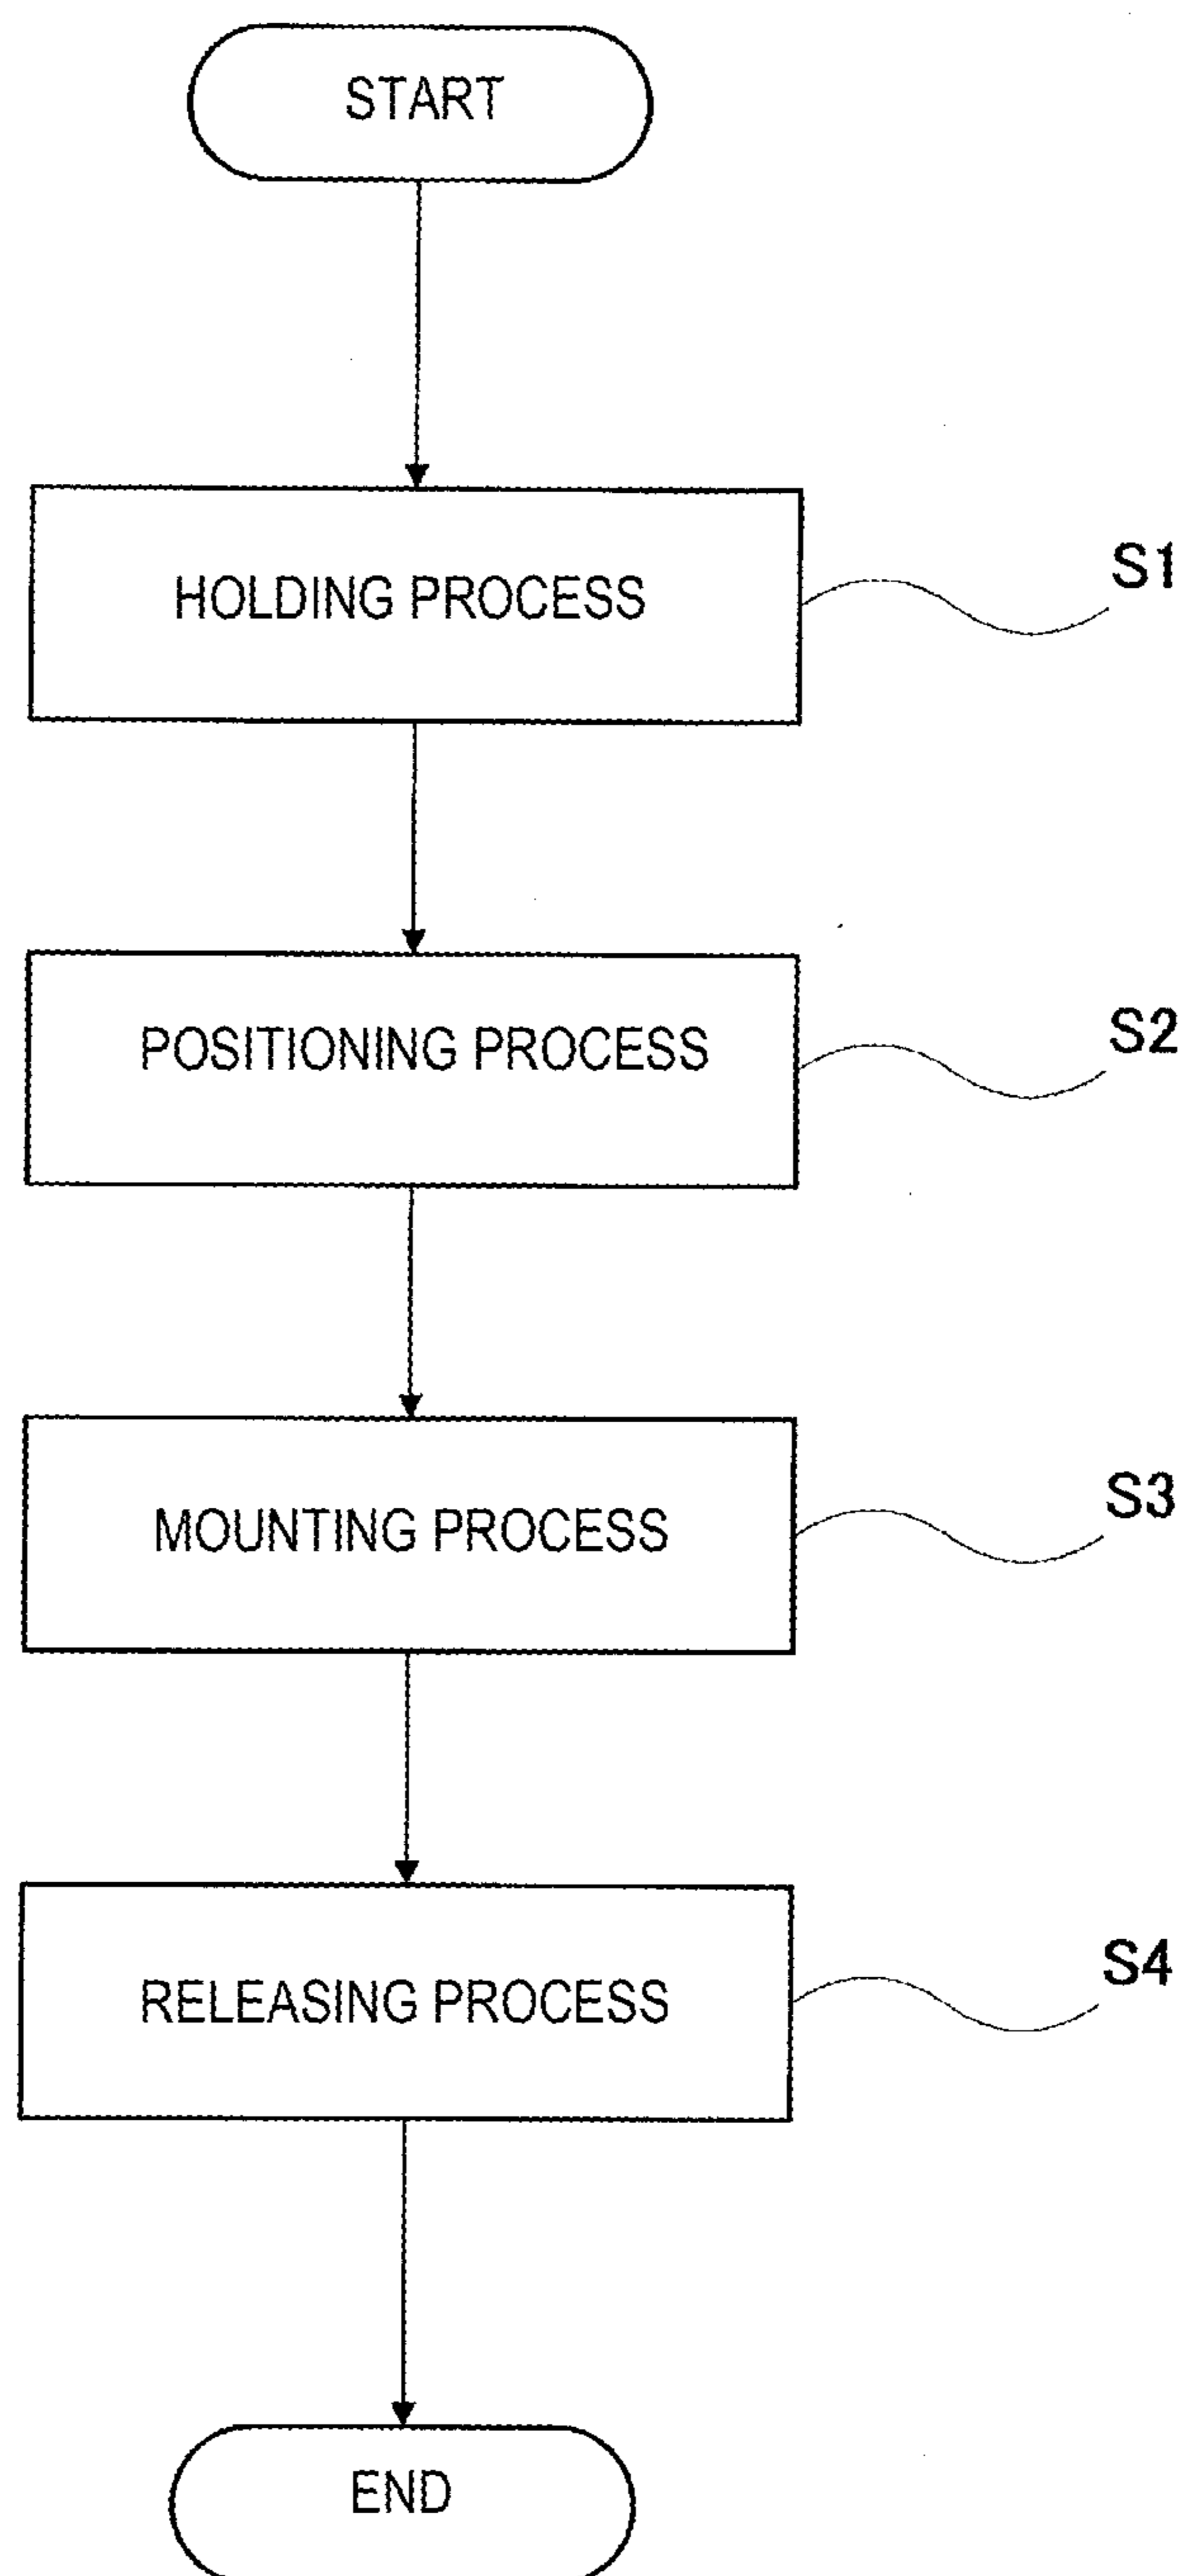 START
HOLDING PROCESS
S1
POSITIONING PROCESS
S2
MOUNTING PROCESS
S3
RELEASING PROCESS
S4
END